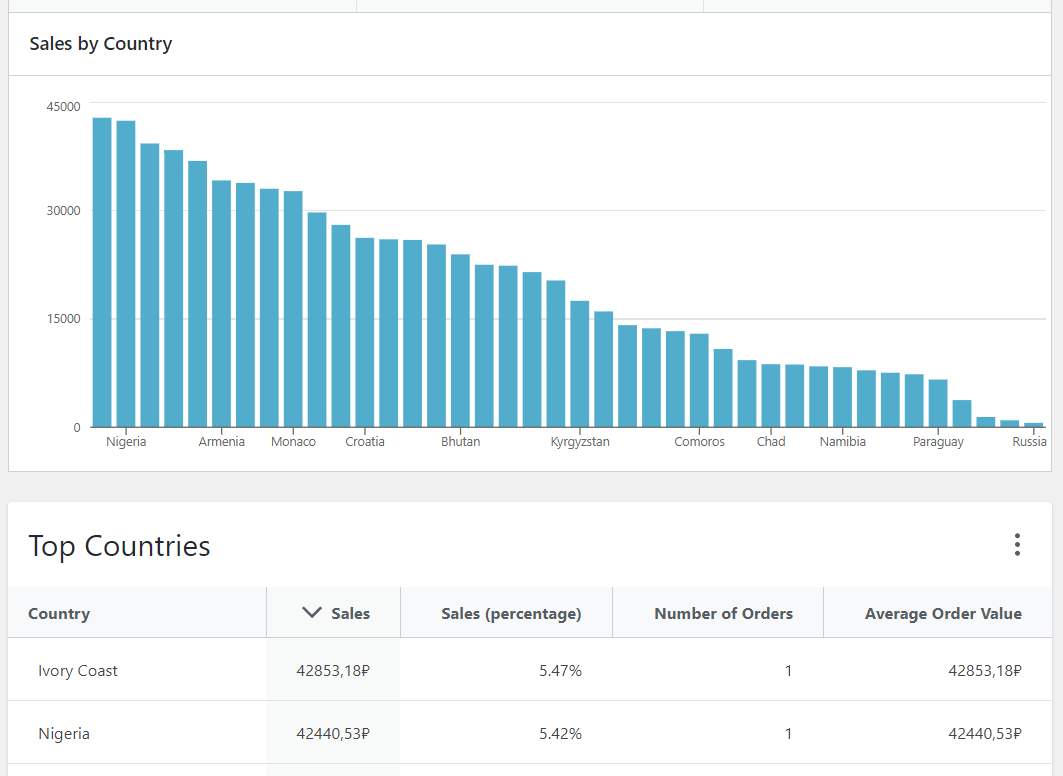 Sales by Country
45000
30000
15000
0
Nigeria Armenia Monaco Croatia Bhutan Kyrgyzstan Comoros Chad Namibia Paraguay Russia
Top Countries
Country Sales Sales (percentage) Number of Orders Average Order Value
Ivory Coast 42853,18₽ 5.47% 1 42853,18₽
Nigeria 42440,53₽ 5.42% 1 42440,53₽